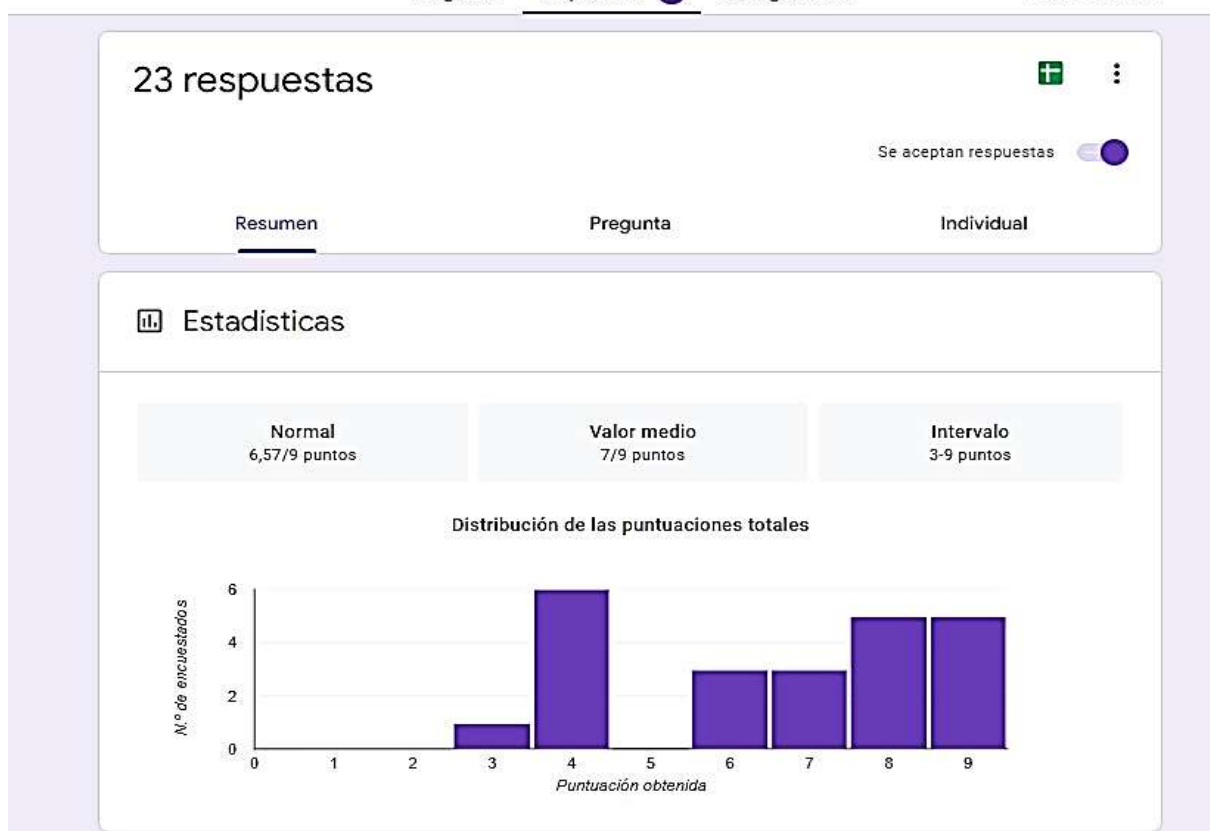 23 respuestas
Se aceptan respuestas
Resumen Pregunta Individual
Estadísticas
Normal Valor medio Intervalo
6,57/9 puntos 7/9 puntos 3-9 puntos
Distribución de las puntuaciones totales
N.º de encuestados
6
4
2
0
0 1 2 3 4 5 6 7 8 9
Puntuación obtenida